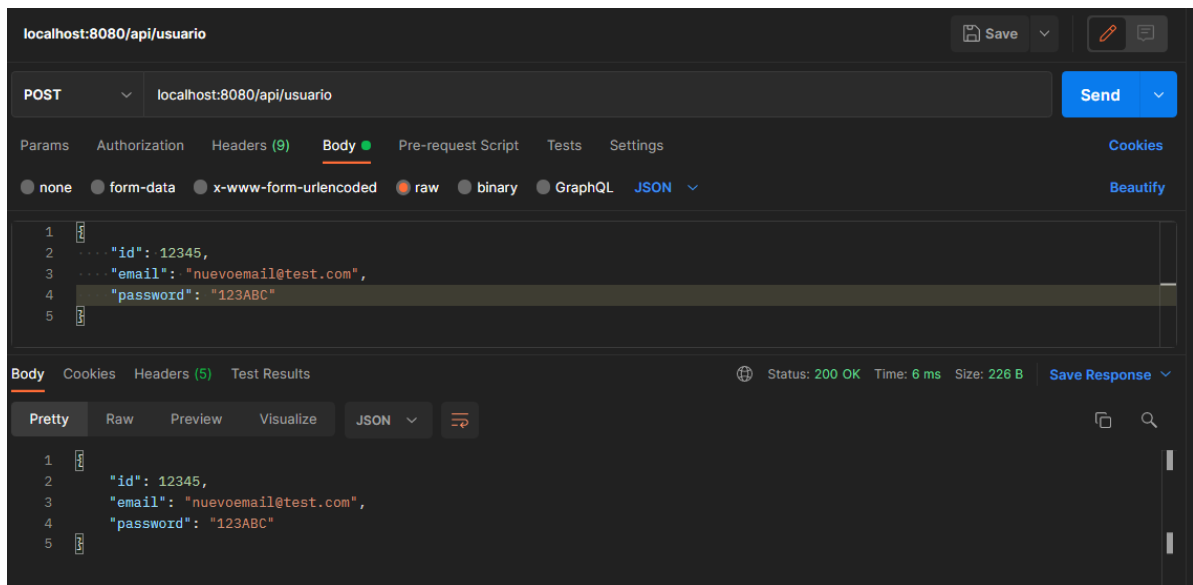 localhost:8080/api/usuario Save
POST localhost:8080/api/usuario Send
Params Authorization Headers (9) Body Pre-request Script Tests Settings Cookies
none form-data x-www-form-urlencoded raw binary GraphQL JSON Beautify
1 {
2 "id": 12345,
3 "email": "nuevoemail@test.com",
4 "password": "123ABC"
5 }
Body Cookies Headers (5) Test Results Status: 200 OK Time: 6 ms Size: 226 B Save Response
Pretty Raw Preview Visualize JSON
1 {
2 "id": 12345,
3 "email": "nuevoemail@test.com",
4 "password": "123ABC"
5 }